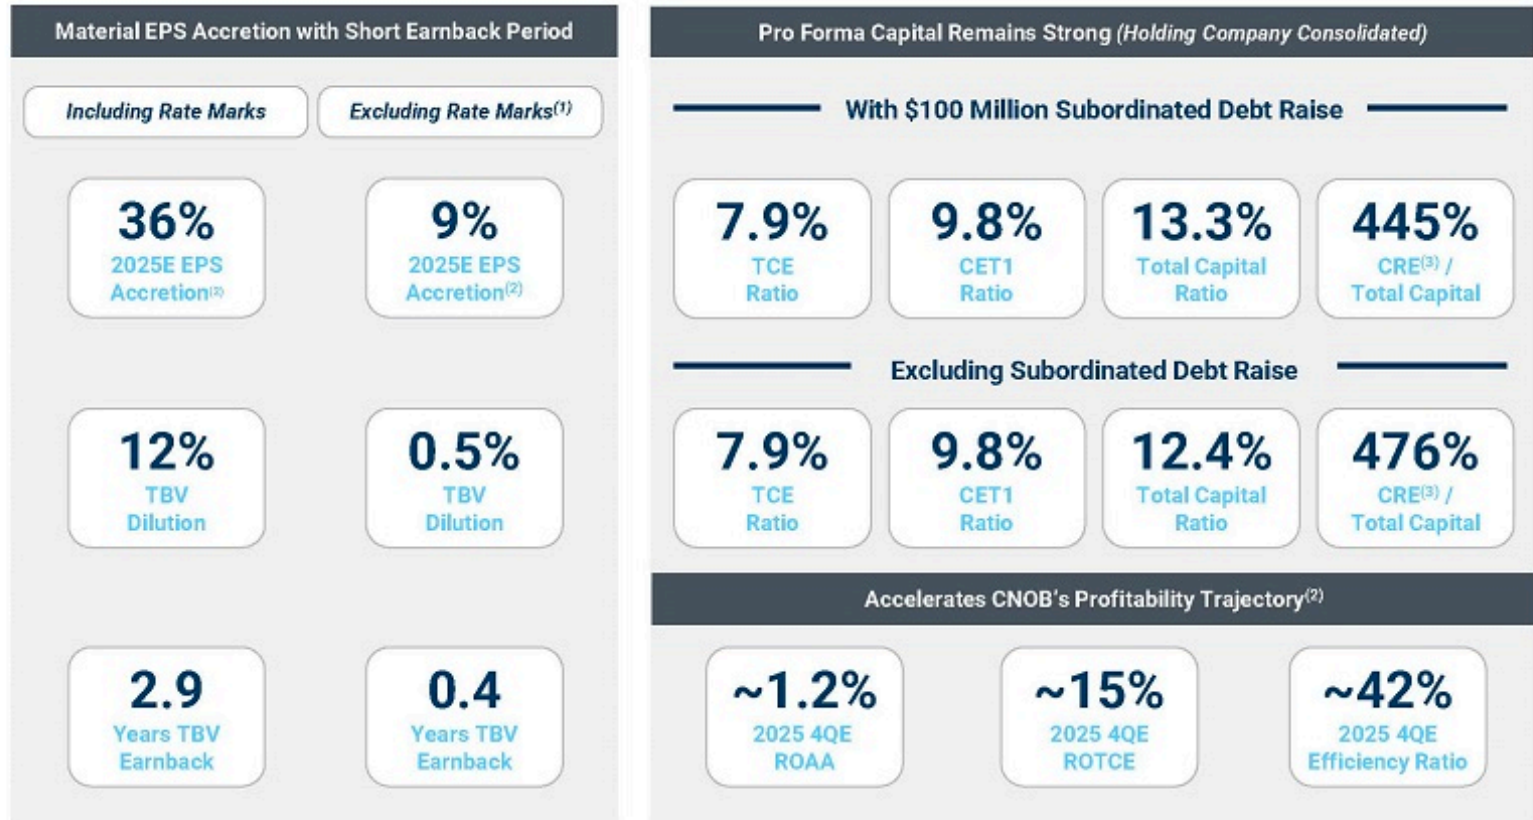 Material EPS Accretion with Short Earnback Period
Including Rate Marks
Excluding Rate Marks(1)
36%
2025E EPS
Accretion(2)
9%
2025E EPS
Accretion(2)
12%
TBV
Dilution
0.5%
TBV
Dilution
2.9
Years TBV
Earnback
0.4
Years TBV
Earnback
Pro Forma Capital Remains Strong (Holding Company Consolidated)
With $100 Million Subordinated Debt Raise
7.9%
TCE
Ratio
9.8%
CET1
Ratio
13.3%
Total Capital
Ratio
445%
CRE(3) /
Total Capital
Excluding Subordinated Debt Raise
7.9%
TCE
Ratio
9.8%
CET1
Ratio
12.4%
Total Capital
Ratio
476%
CRE(3) /
Total Capital
Accelerates CNOB's Profitability Trajectory(2)
~1.2%
2025 4QE
ROAA
~15%
2025 4QE
ROTCE
~42%
2025 4QE
Efficiency Ratio